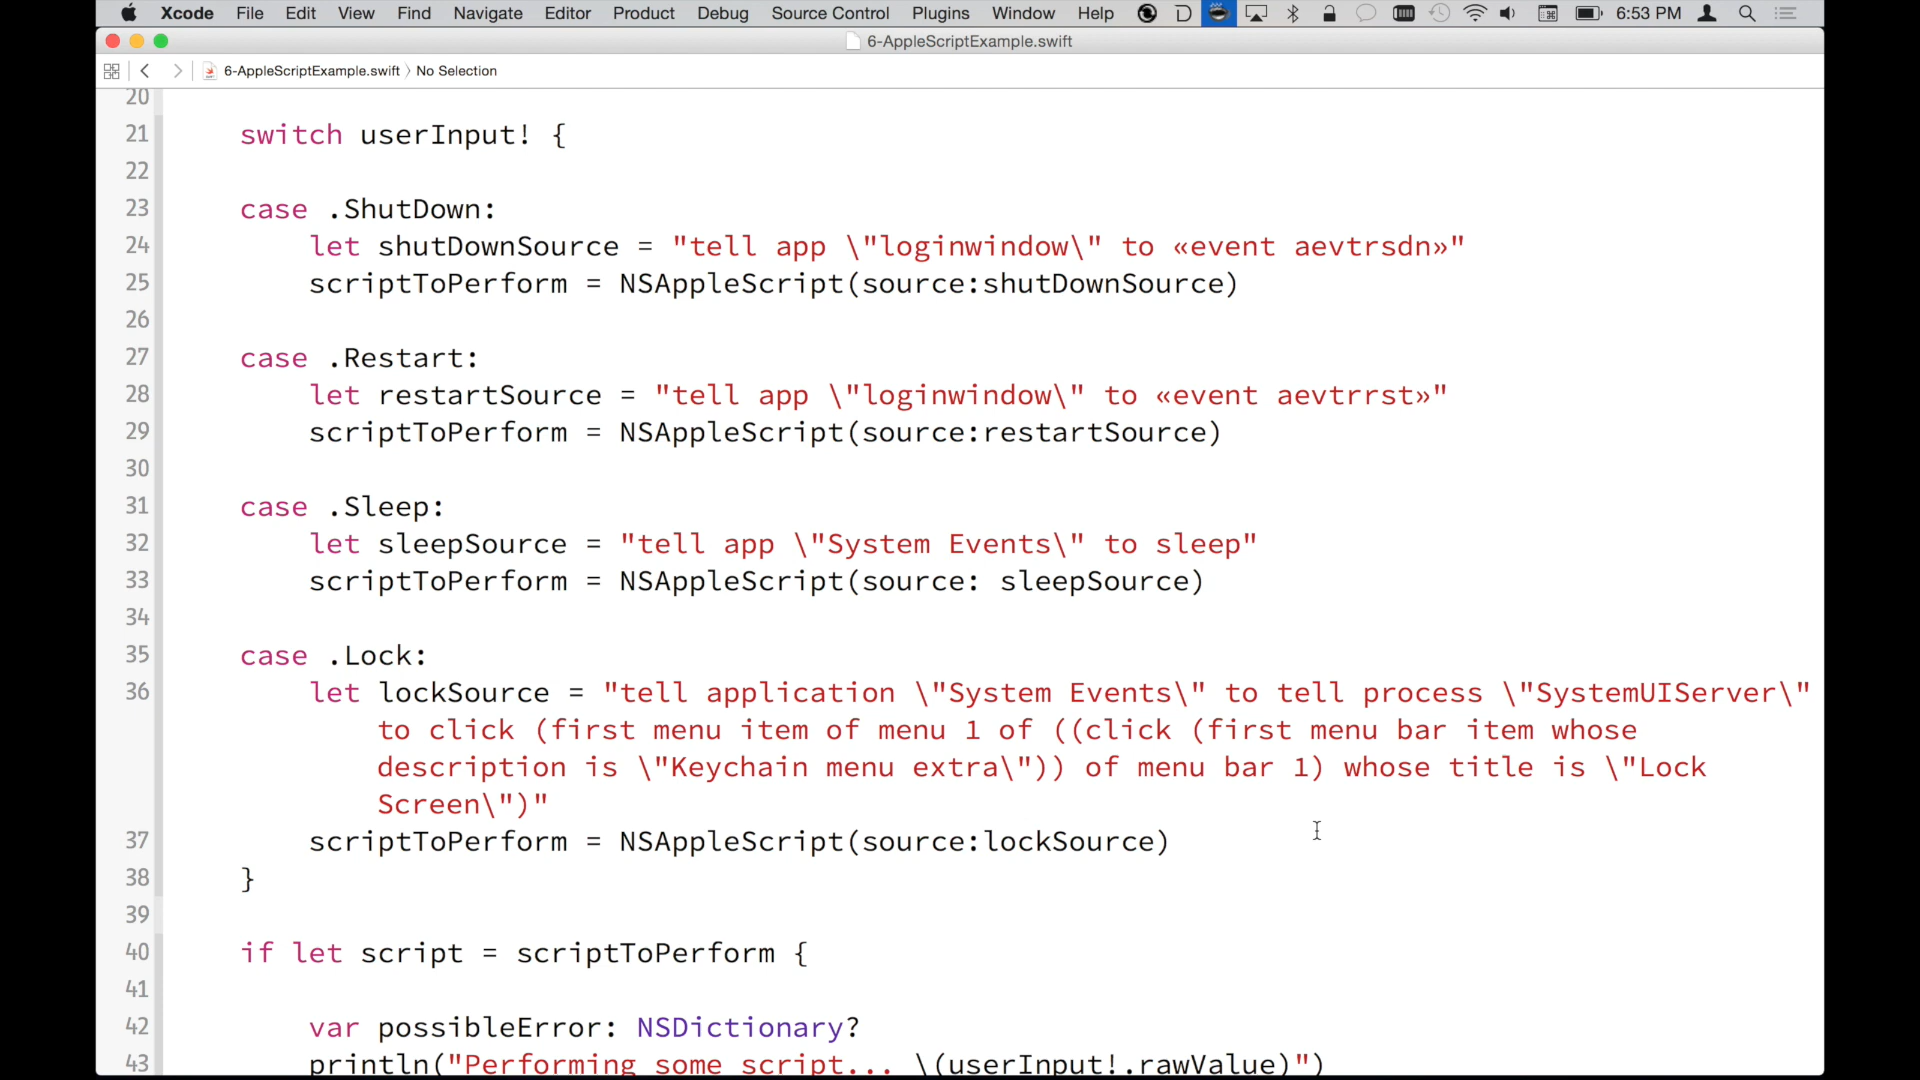 Xcode File Edit View Find Navigate Editor Product Debug Source Control Plugins Window Help 6:53 PM
6-AppleScriptExample.swift
6-AppleScriptExample.swift 〉 No Selection
20
21 switch userInput! {
22
23 case .ShutDown:
24 let shutDownSource = "tell app \"loginwindow\" to «event aevtrsdn»"
25 scriptToPerform = NSAppleScript(source:shutDownSource)
26
27 case .Restart:
28 let restartSource = "tell app \"loginwindow\" to «event aevtrrst»"
29 scriptToPerform = NSAppleScript(source:restartSource)
30
31 case .Sleep:
32 let sleepSource = "tell app \"System Events\" to sleep"
33 scriptToPerform = NSAppleScript(source: sleepSource)
34
35 case .Lock:
36 let lockSource = "tell application \"System Events\" to tell process \"SystemUIServer\"
to click (first menu item of menu 1 of ((click (first menu bar item whose
description is \"Keychain menu extra\")) of menu bar 1) whose title is \"Lock
Screen\")"
37 scriptToPerform = NSAppleScript(source:lockSource)
38 }
39
40 if let script = scriptToPerform {
41
42 var possibleError: NSDictionary?
43 println("Performing some script... \(userInput!.rawValue)")